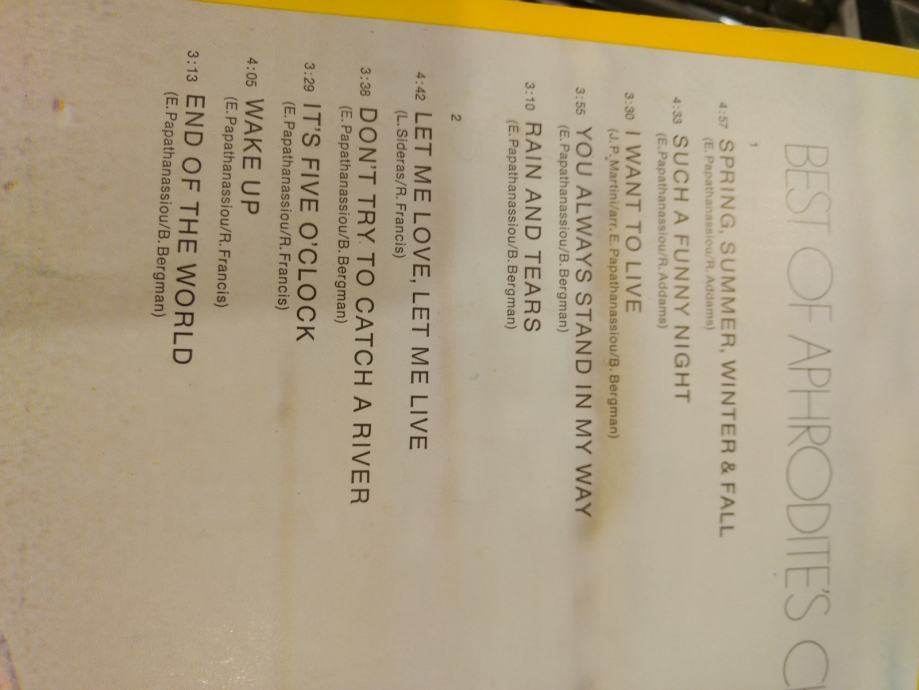 BEST OF APHRODITE'S
1
4:57 SPRING, SUMMER, WINTER & FALL
(E. Papathanassiou/R. Addams)
4:33 SUCH A FUNNY NIGHT
(E. Papathanassiou/R. Addams)
3:30 I WANT TO LIVE
(J. P. Martini/arr. E. Papathanassiou/B. Bergman)
3:55 YOU ALWAYS STAND IN MY WAY
(E. Papathanassiou/B. Bergman)
3:10 RAIN AND TEARS
(E. Papathanassiou/B. Bergman)
2
4:42 LET ME LOVE, LET ME LIVE
(L. Sideras/R. Francis)
3:38 DON'T TRY TO CATCH A RIVER
(E. Papathanassiou/B. Bergman)
3:29 IT'S FIVE O'CLOCK
(E. Papathanassiou/R. Francis)
4:05 WAKE UP
(E. Papathanassiou/R. Francis)
3:13 END OF THE WORLD
(E. Papathanassiou/B. Bergman)